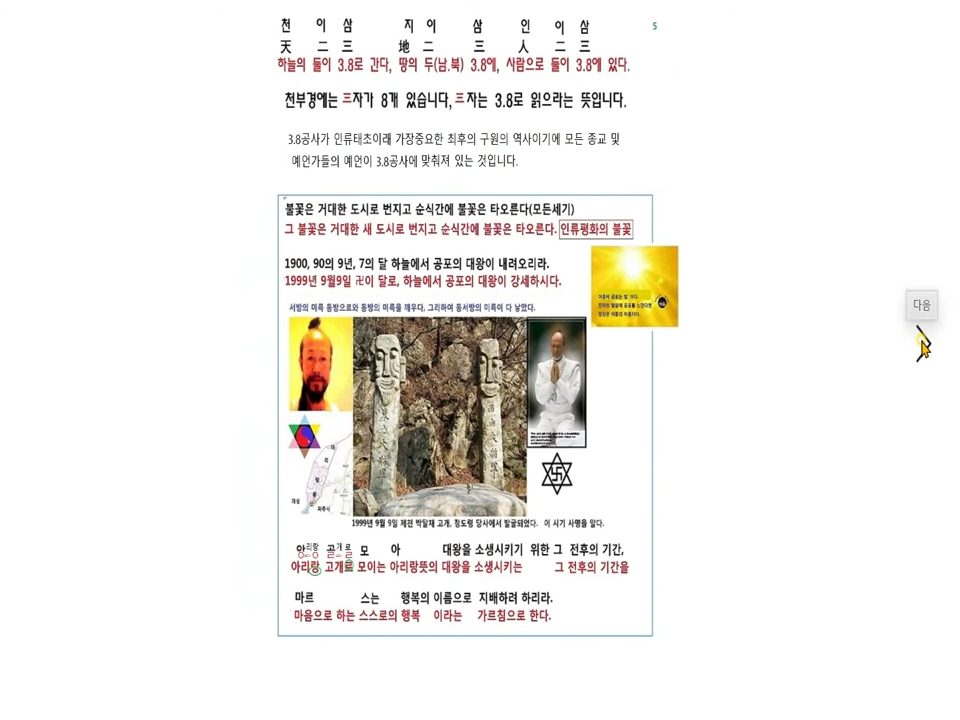 천 이 삼 지 이 삼 인 이 삼
5
天 二 三 地 二 三 人 二 三
하늘의 둘이 3.8로 간다, 땅의 두(남.북) 3.8에, 사람으로 둘이 3.8에 있다.
천부경에는 三자가 8개 있습니다, 三자는 3.8로 읽으라는 뜻입니다.
3.8공사가 인류태초이래 가장중요한 최후의 구원의 역사이기에 모든 종교 및
예언가들의 예언이 3.8공사에 맞춰져 있는 것입니다.
불꽃은 거대한 도시로 번지고 순식간에 불꽃은 타오른다(모든세기)
그 불꽃은 거대한 새 도시로 번지고 순식간에 불꽃은 타오른다. 인류평화의 불꽃
1900, 90의 9년, 7의 달 하늘에서 공포의 대왕이 내려오리라.
1999년 9월9일 卍이 달로, 하늘에서 공포의 대왕이 강세하시다.
서방의 미륵 동방으로와 동방의 미륵을 깨우다, 그리하여 동서방의 미륵이 다 낳았다.
다음
1999년 9월 9일 제천 박달재 고개, 정도령 당사에서 발굴되었다. 이 시기 사명을 알다.
앙리랑 골개를 모 아 대왕을 소생시키기 위한 그 전후의 기간,
아리랑 고개로 모이는 아리랑뜻의 대왕을 소생시키는 그 전후의 기간을
마르 스는 행복의 이름으로 지배하려 하리라.
마음으로 하는 스스로의 행복 이라는 가르침으로 한다.